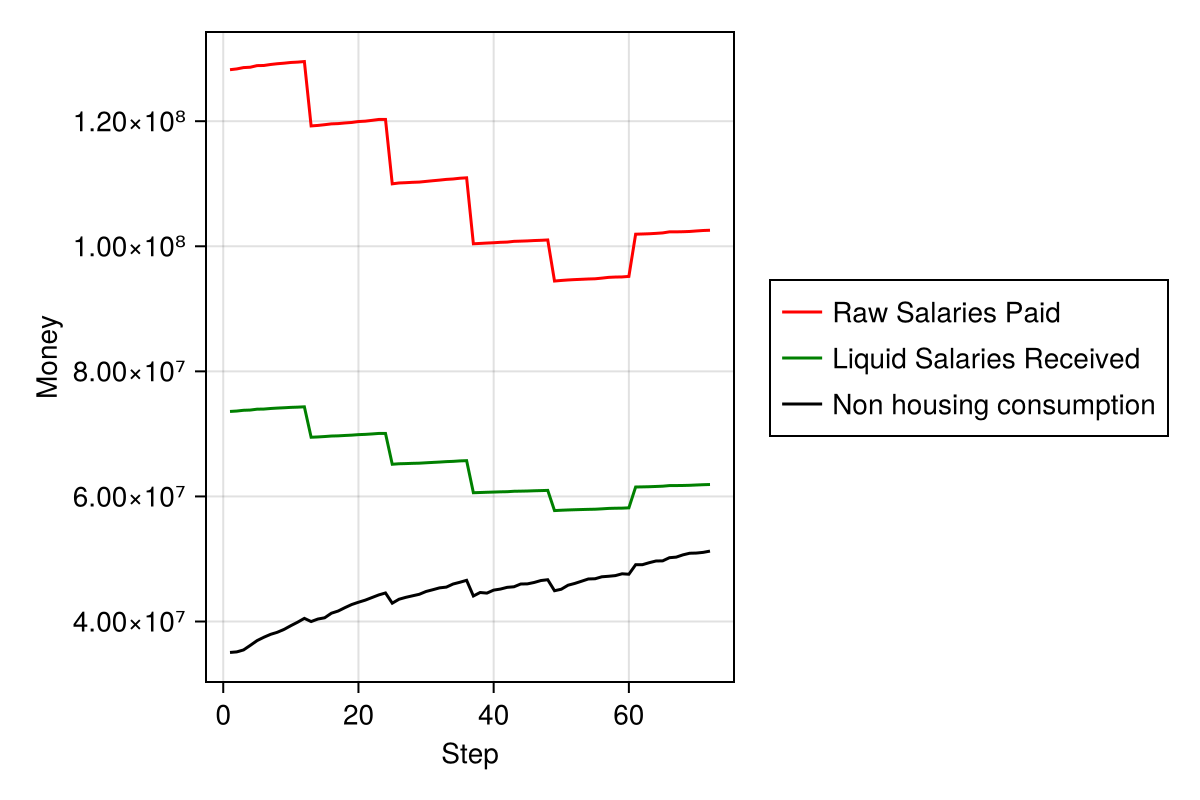 1.20×10⁸
1.00×10⁸
8.00×10⁷
6.00×10⁷
4.00×10⁷
Money
0 20 40 60
Step
Raw Salaries Paid
Liquid Salaries Received
Non housing consumption